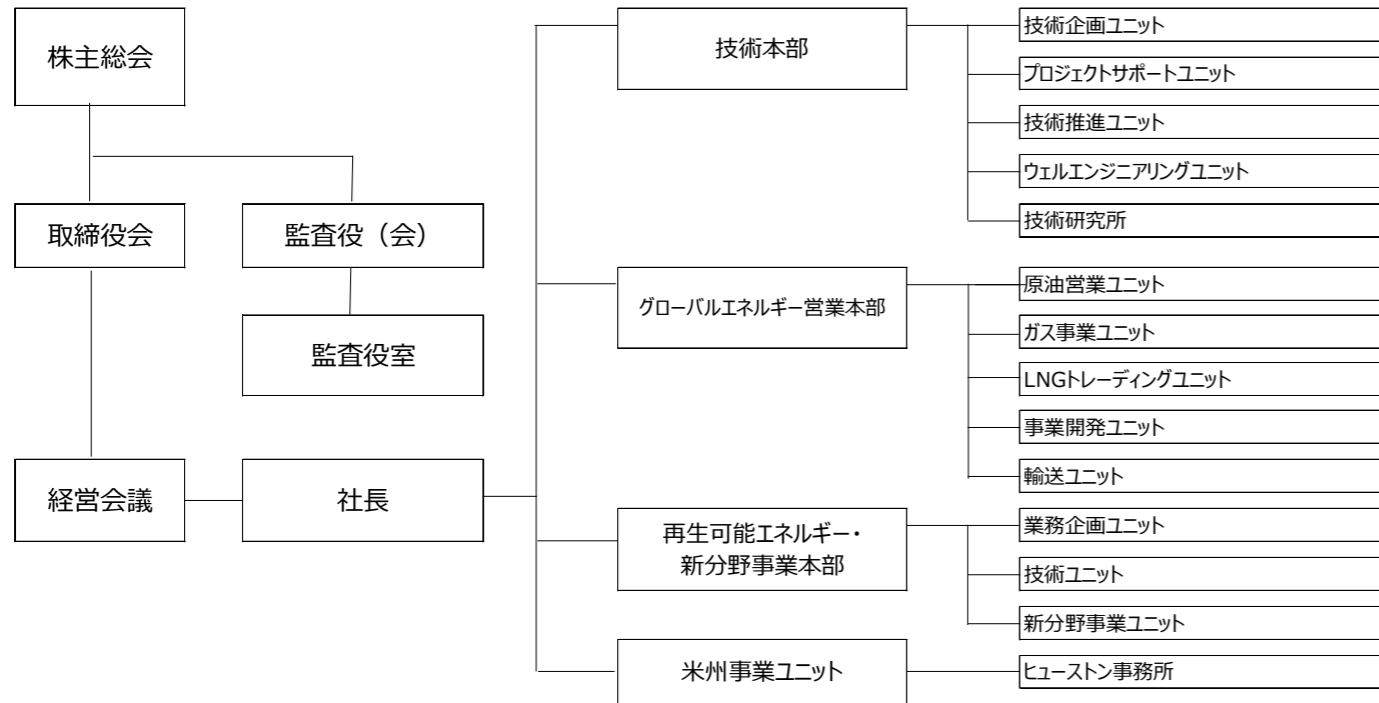 株主総会
取締役会
監査役（会）
監査役室
経営会議
社長
技術本部
技術企画ユニット
プロジェクトサポートユニット
技術推進ユニット
ウェルエンジニアリングユニット
技術研究所
グローバルエネルギー営業本部
原油営業ユニット
ガス事業ユニット
LNGトレーディングユニット
事業開発ユニット
輸送ユニット
再生可能エネルギー・
新分野事業本部
業務企画ユニット
技術ユニット
新分野事業ユニット
米州事業ユニット
ヒューストン事務所